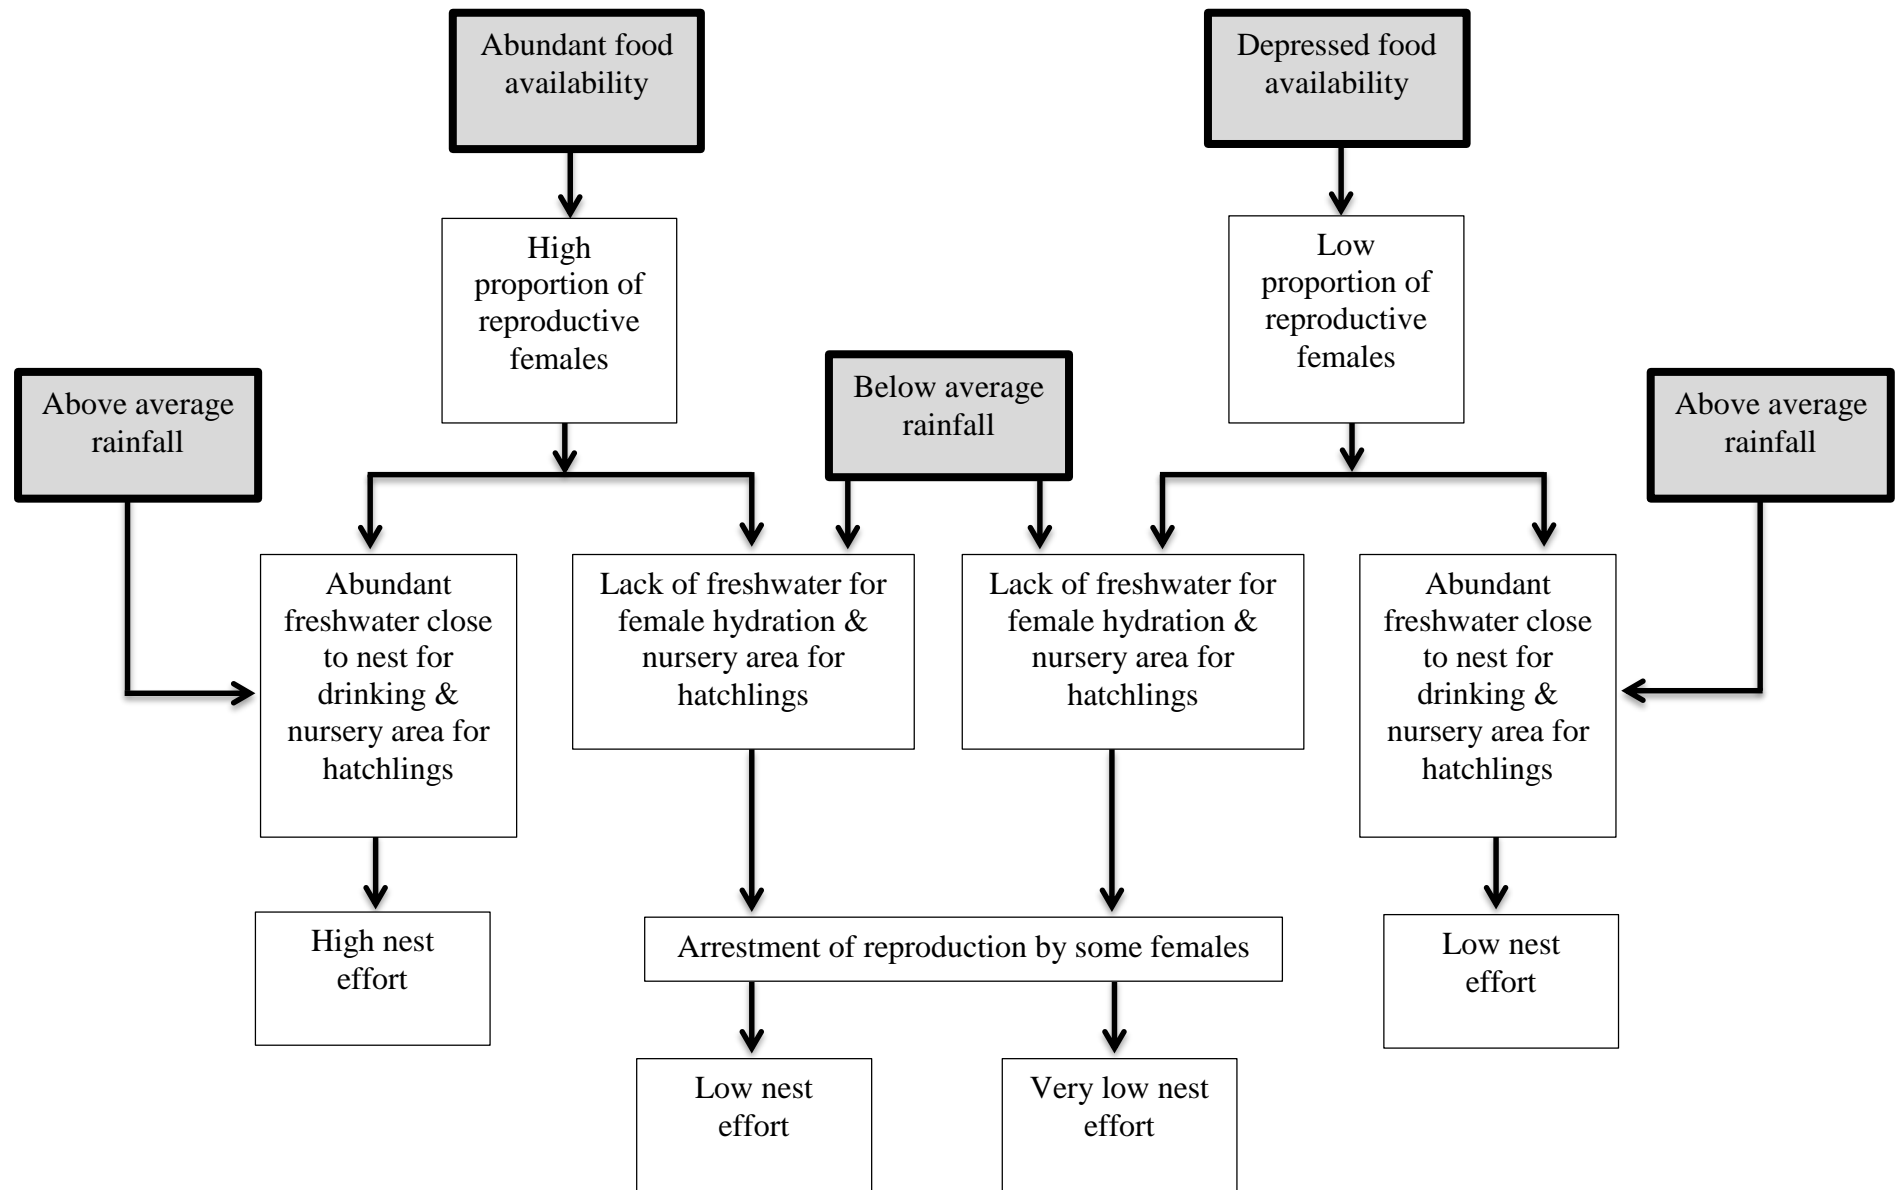 Abundant food
availability
Depressed food
availability
High
proportion of
reproductive
females
Low
proportion of
reproductive
females
Above average
rainfall
Below average
rainfall
Above average
rainfall
Abundant
freshwater close
to nest for
drinking &
nursery area for
hatchlings
Lack of freshwater for
female hydration &
nursery area for
hatchlings
Lack of freshwater for
female hydration &
nursery area for
hatchlings
Abundant
freshwater close
to nest for
drinking &
nursery area for
hatchlings
High nest
effort
Arrestment of reproduction by some females
Low nest
effort
Low nest
effort
Very low nest
effort